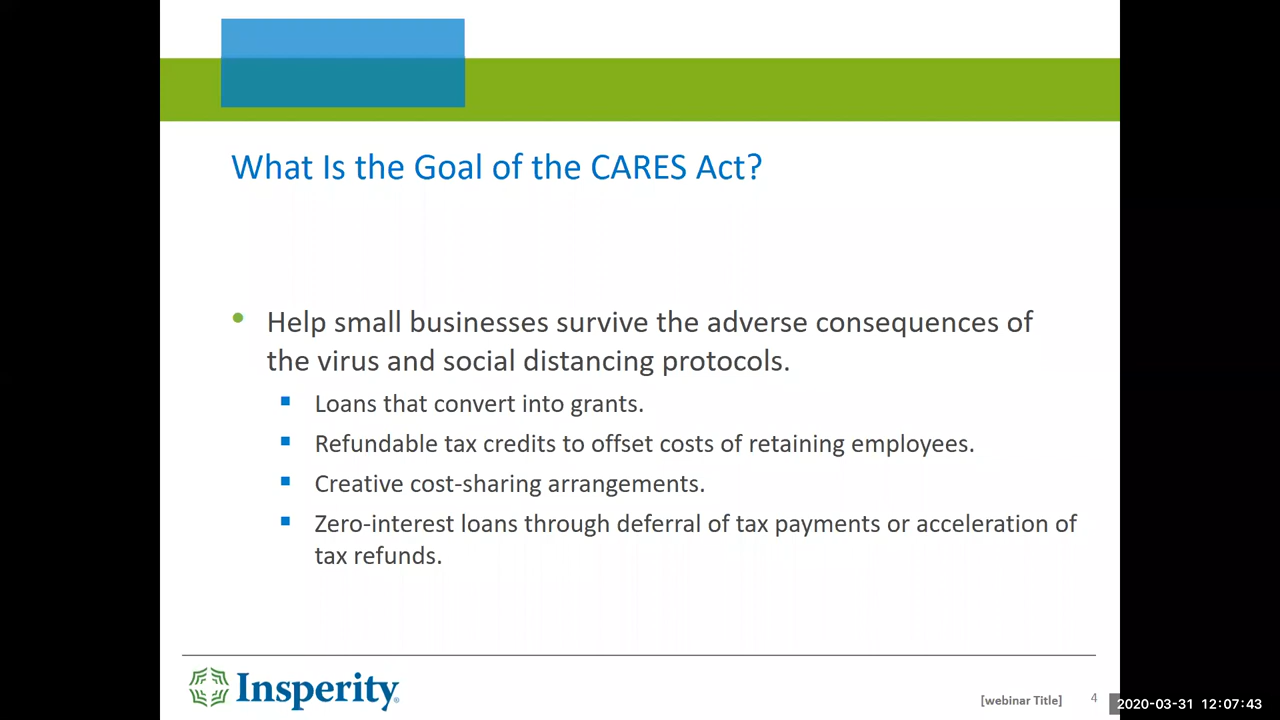 What Is the Goal of the CARES Act?
• Help small businesses survive the adverse consequences of
the virus and social distancing protocols.
▪ Loans that convert into grants.
▪ Refundable tax credits to offset costs of retaining employees.
▪ Creative cost-sharing arrangements.
▪ Zero-interest loans through deferral of tax payments or acceleration of
tax refunds.
Insperity®
[webinar Title] 4
2020-03-31 12:07:43